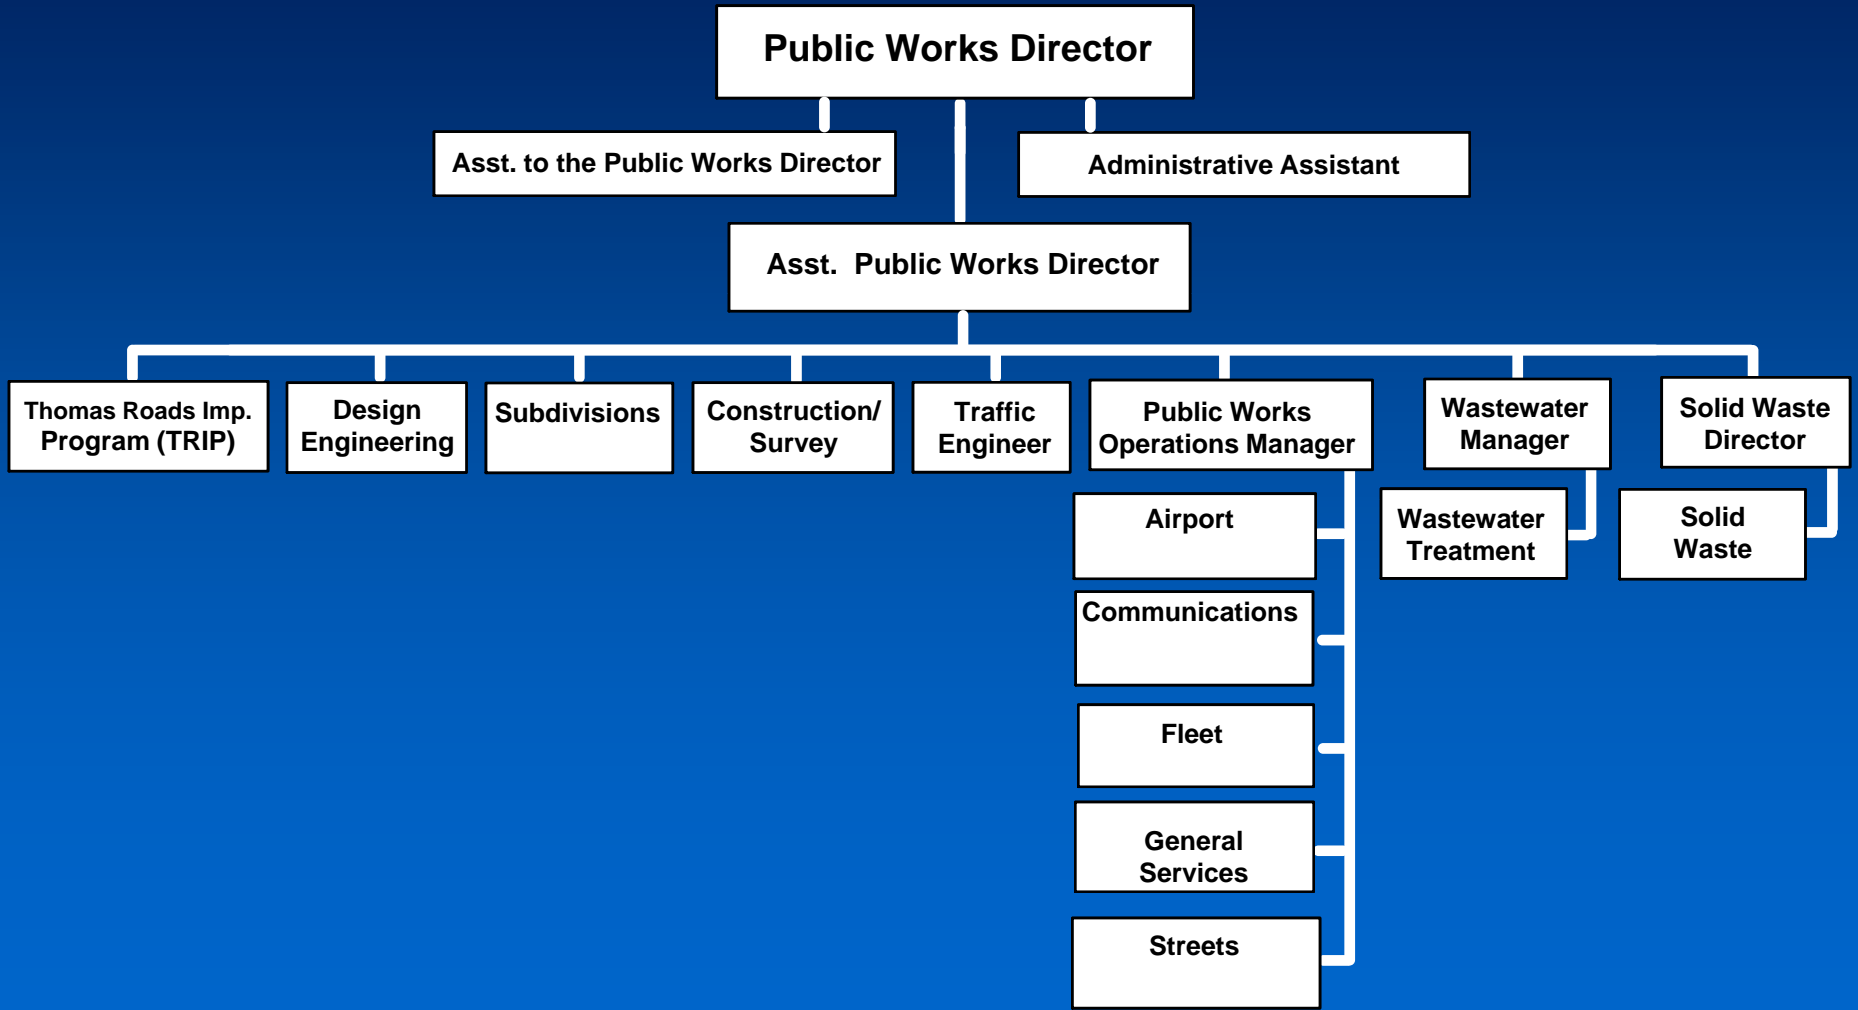 Public Works Director
Asst. to the Public Works Director
Administrative Assistant
Asst. Public Works Director
Thomas Roads Imp.
Program (TRIP)
Design
Engineering
Subdivisions
Construction/
Survey
Traffic
Engineer
Public Works
Operations Manager
Wastewater
Manager
Solid Waste
Director
Airport
Communications
Fleet
General
Services
Streets
Wastewater
Treatment
Solid
Waste